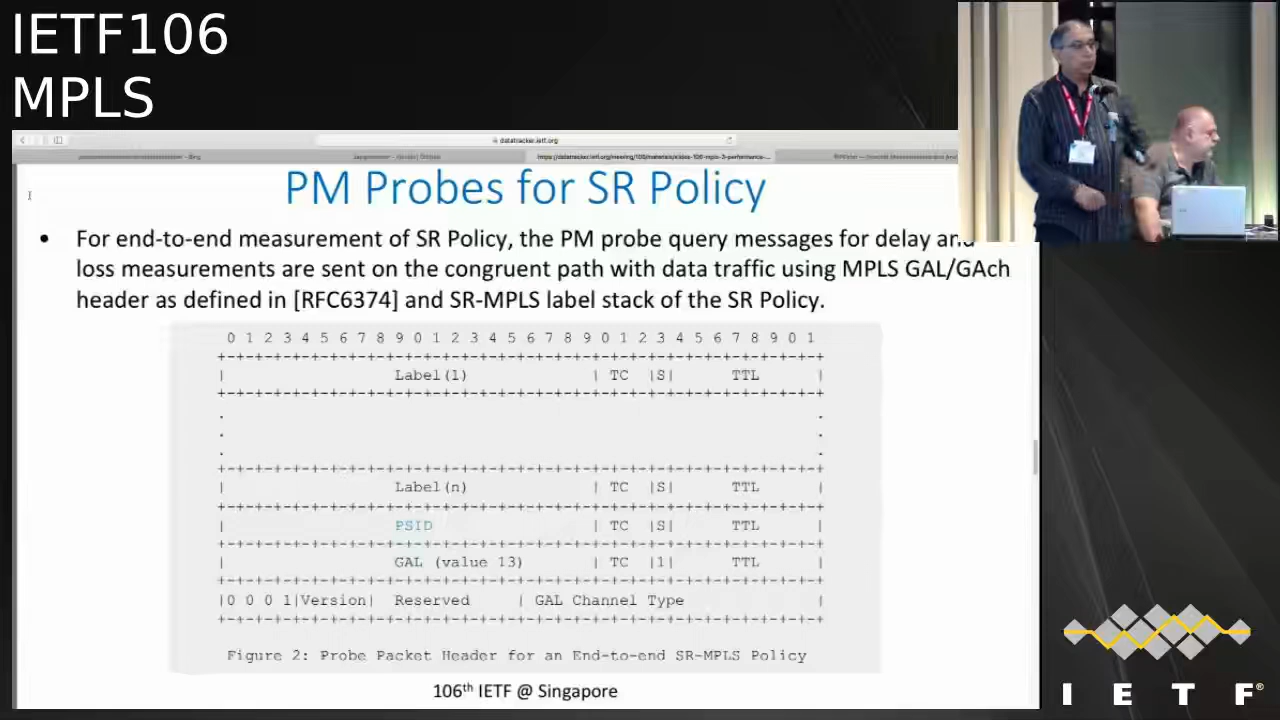 IETF106
MPLS
datatracker.ietf.org
PM Probes for SR Policy
• For end-to-end measurement of SR Policy, the PM probe query messages for delay and
loss measurements are sent on the congruent path with data traffic using MPLS GAL/GAch
header as defined in [RFC6374] and SR-MPLS label stack of the SR Policy.
0 1 2 3 4 5 6 7 8 9 0 1 2 3 4 5 6 7 8 9 0 1 2 3 4 5 6 7 8 9 0 1
+-+-+-+-+-+-+-+-+-+-+-+-+-+-+-+-+-+-+-+-+-+-+-+-+-+-+-+-+-+-+-+-+
| Label(1) | TC |S| TTL |
+-+-+-+-+-+-+-+-+-+-+-+-+-+-+-+-+-+-+-+-+-+-+-+-+-+-+-+-+-+-+-+-+
. .
. .
. .
+-+-+-+-+-+-+-+-+-+-+-+-+-+-+-+-+-+-+-+-+-+-+-+-+-+-+-+-+-+-+-+-+
| Label(n) | TC |S| TTL |
+-+-+-+-+-+-+-+-+-+-+-+-+-+-+-+-+-+-+-+-+-+-+-+-+-+-+-+-+-+-+-+-+
| PSID | TC |S| TTL |
+-+-+-+-+-+-+-+-+-+-+-+-+-+-+-+-+-+-+-+-+-+-+-+-+-+-+-+-+-+-+-+-+
| GAL (value 13) | TC |1| TTL |
+-+-+-+-+-+-+-+-+-+-+-+-+-+-+-+-+-+-+-+-+-+-+-+-+-+-+-+-+-+-+-+-+
|0 0 0 1|Version| Reserved | GAL Channel Type |
+-+-+-+-+-+-+-+-+-+-+-+-+-+-+-+-+-+-+-+-+-+-+-+-+-+-+-+-+-+-+-+-+
Figure 2: Probe Packet Header for an End-to-end SR-MPLS Policy
106th IETF @ Singapore
I E T F®